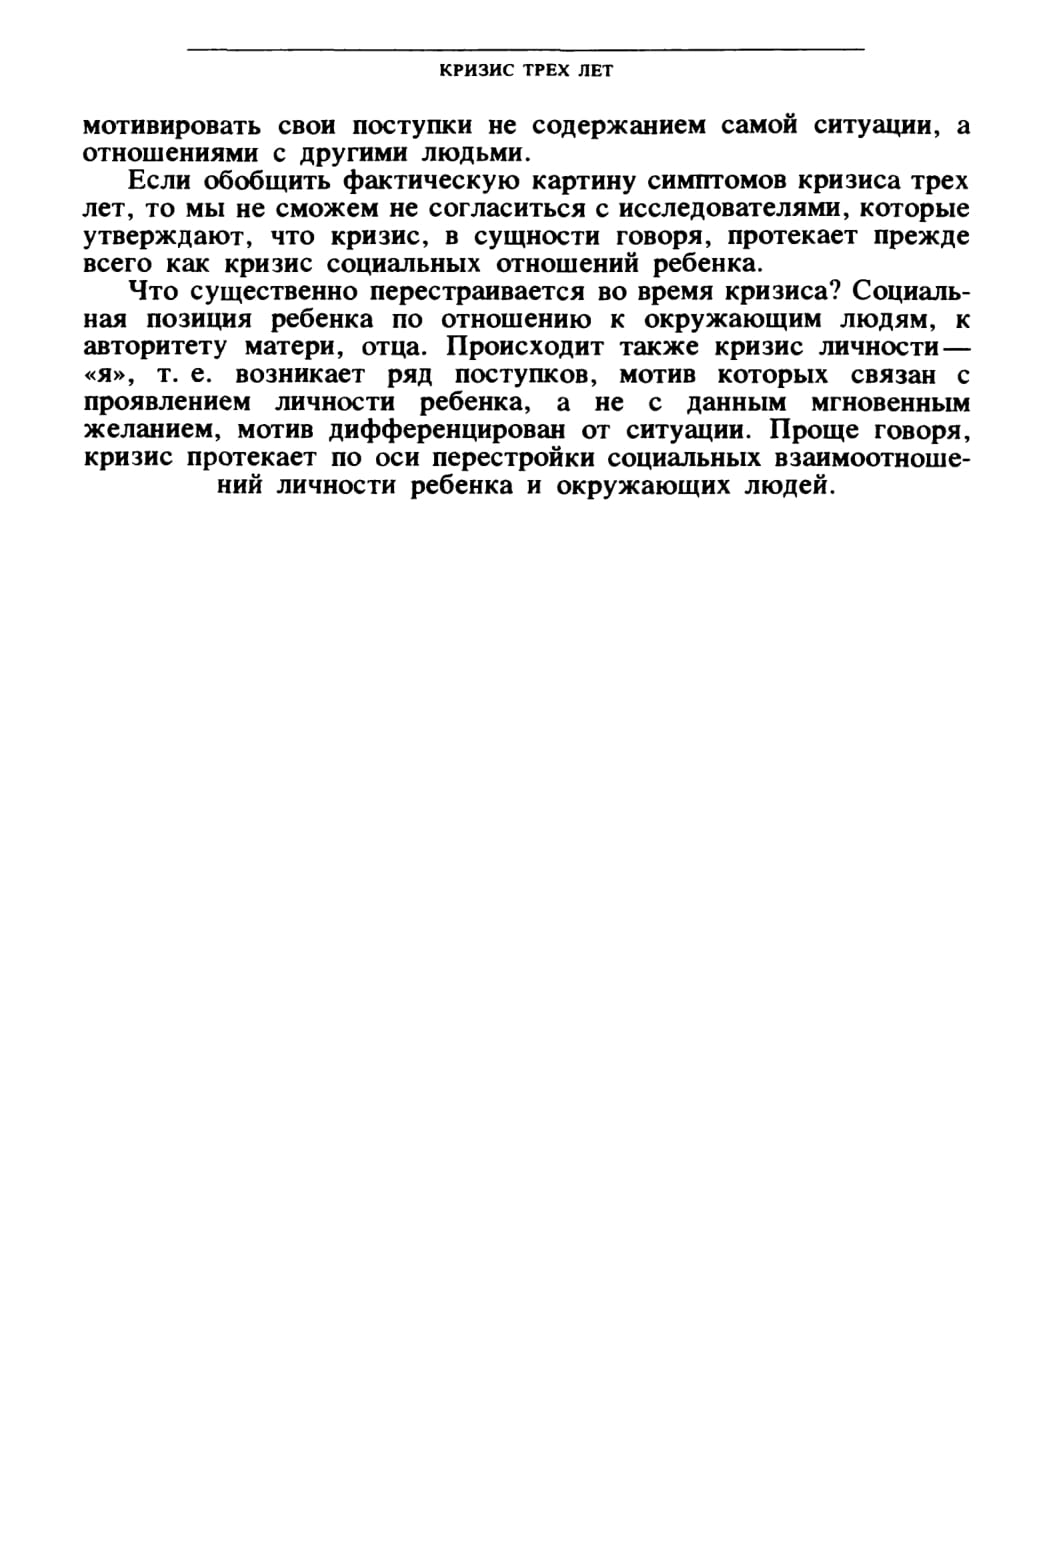 КРИЗИС ТРЕХ ЛЕТ
мотивировать свои поступки не содержанием самой ситуации, а
отношениями с другими людьми.
Если обобщить фактическую картину симптомов кризиса трех
лет, то мы не сможем не согласиться с исследователями, которые
утверждают, что кризис, в сущности говоря, протекает прежде
всего как кризис социальных отношений ребенка.
Что существенно перестраивается во время кризиса? Социаль-
ная позиция ребенка по отношению к окружающим людям, к
авторитету матери, отца. Происходит также кризис личности—
«я», т. е. возникает ряд поступков, мотив которых связан с
проявлением личности ребенка, а не с данным мгновенным
желанием, мотив дифференцирован от ситуации. Проще говоря,
кризис протекает по оси перестройки социальных взаимоотноше-
ний личности ребенка и окружающих людей.